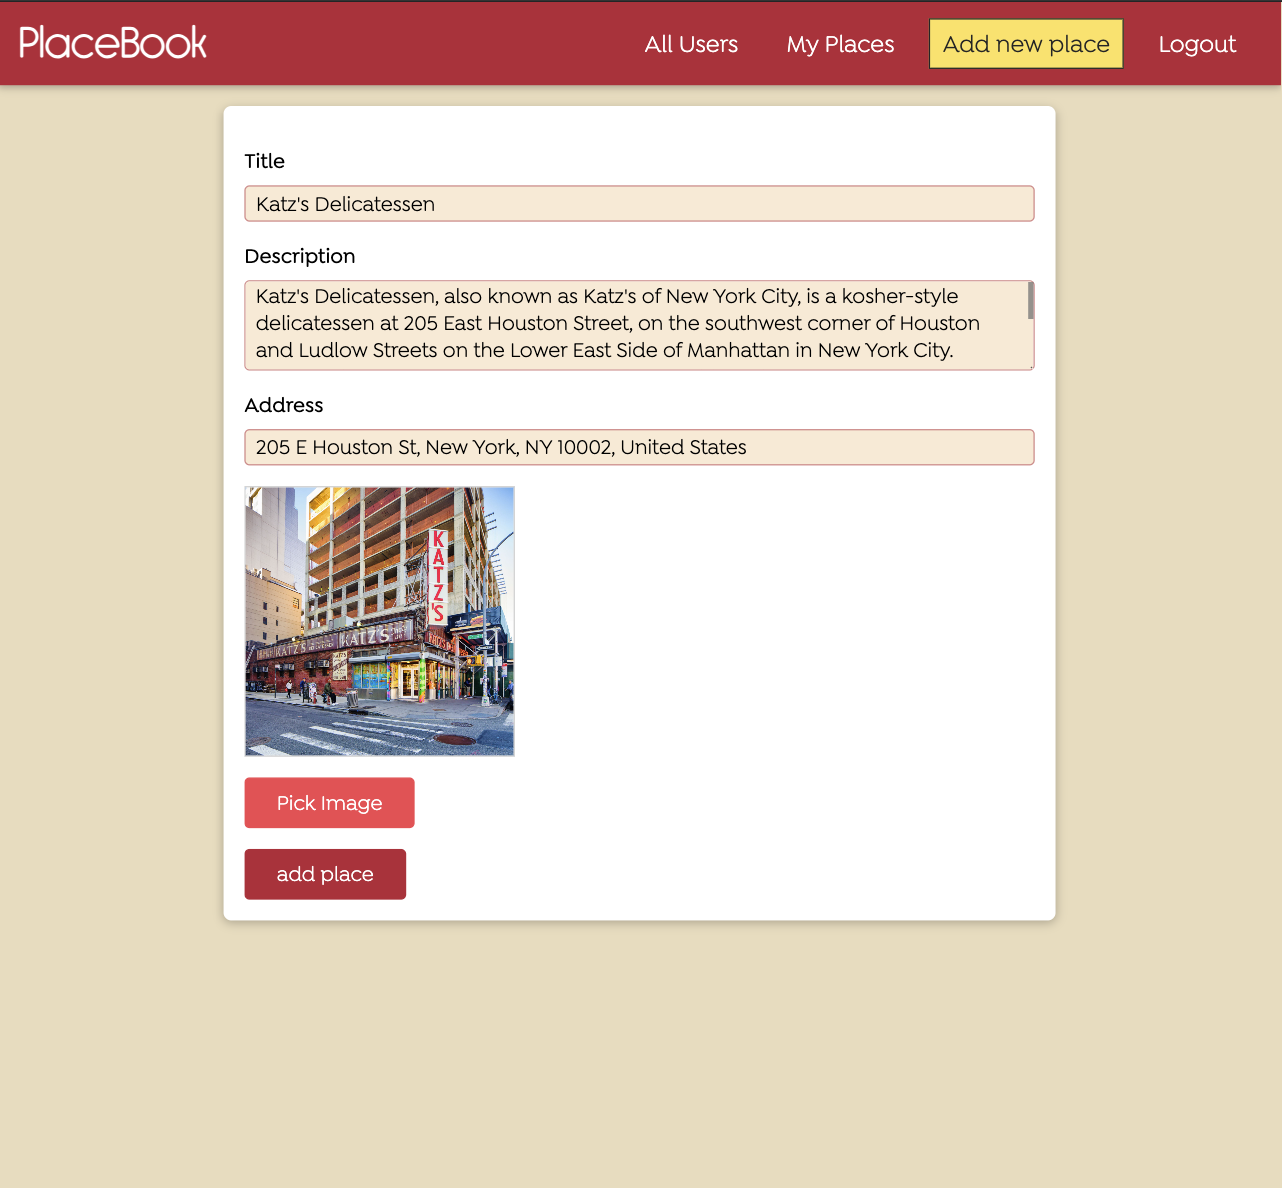 PlaceBook
All Users
My Places
Add new place
Logout
Title
Katz's Delicatessen
Description
Katz's Delicatessen, also known as Katz's of New York City, is a kosher-style
delicatessen at 205 East Houston Street, on the southwest corner of Houston
and Ludlow Streets on the Lower East Side of Manhattan in New York City.
Address
205 E Houston St, New York, NY 10002, United States
KATZ'S
KATZ'S
KATZ'S
Pick Image
add place